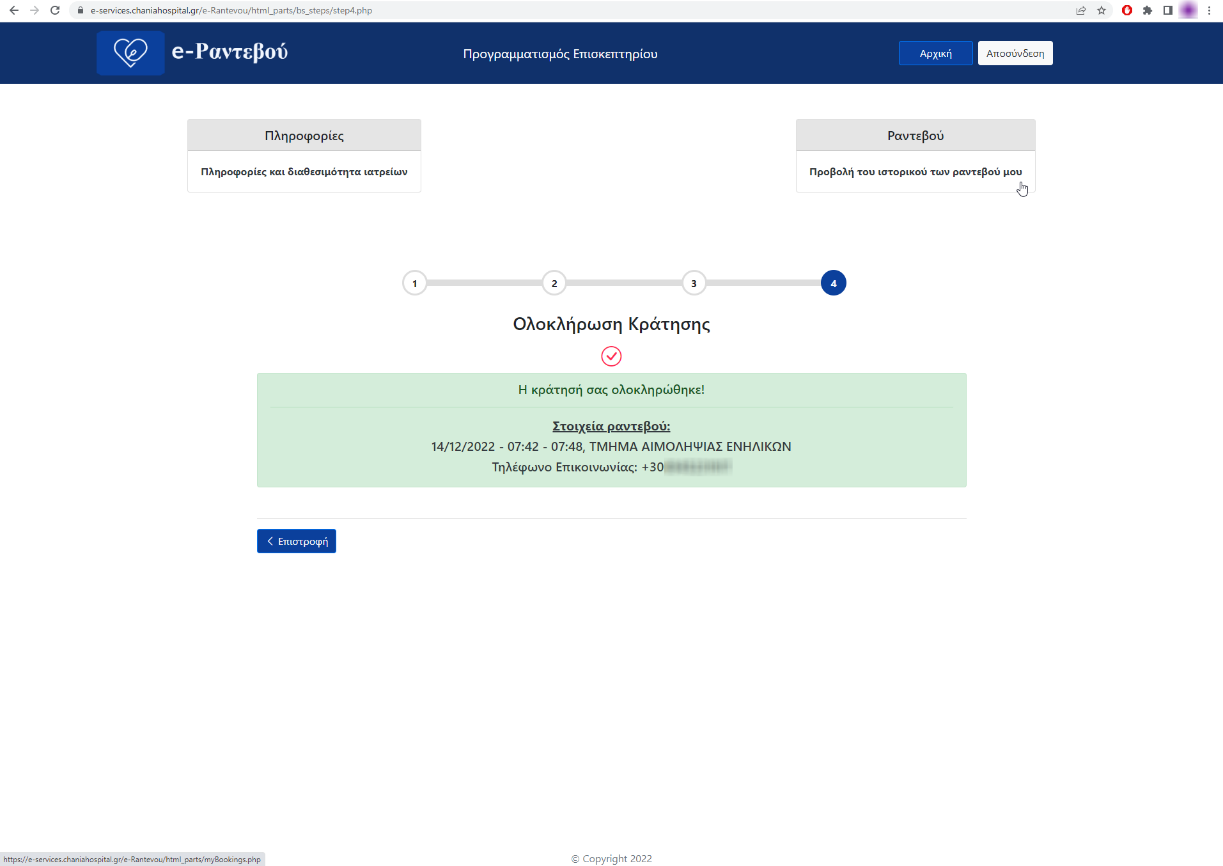 e-services.chaniahospital.gr/e-Rantevou/html_parts/bs_steps/step4.php
e-Ραντεβού
Προγραμματισμός Επισκεπτηρίου
Αρχική
Αποσύνδεση
Πληροφορίες
Πληροφορίες και διαθεσιμότητα ιατρείων
Ραντεβού
Προβολή του ιστορικού των ραντεβού μου
1
2
3
4
Ολοκλήρωση Κράτησης
Η κράτησή σας ολοκληρώθηκε!
Στοιχεία ραντεβού:
14/12/2022 - 07:42 - 07:48, ΤΜΗΜΑ ΑΙΜΟΛΗΨΙΑΣ ΕΝΗΛΙΚΩΝ
Τηλέφωνο Επικοινωνίας: +30
Επιστροφή
https://e-services.chaniahospital.gr/e-Rantevou/html_parts/myBookings.php
© Copyright 2022